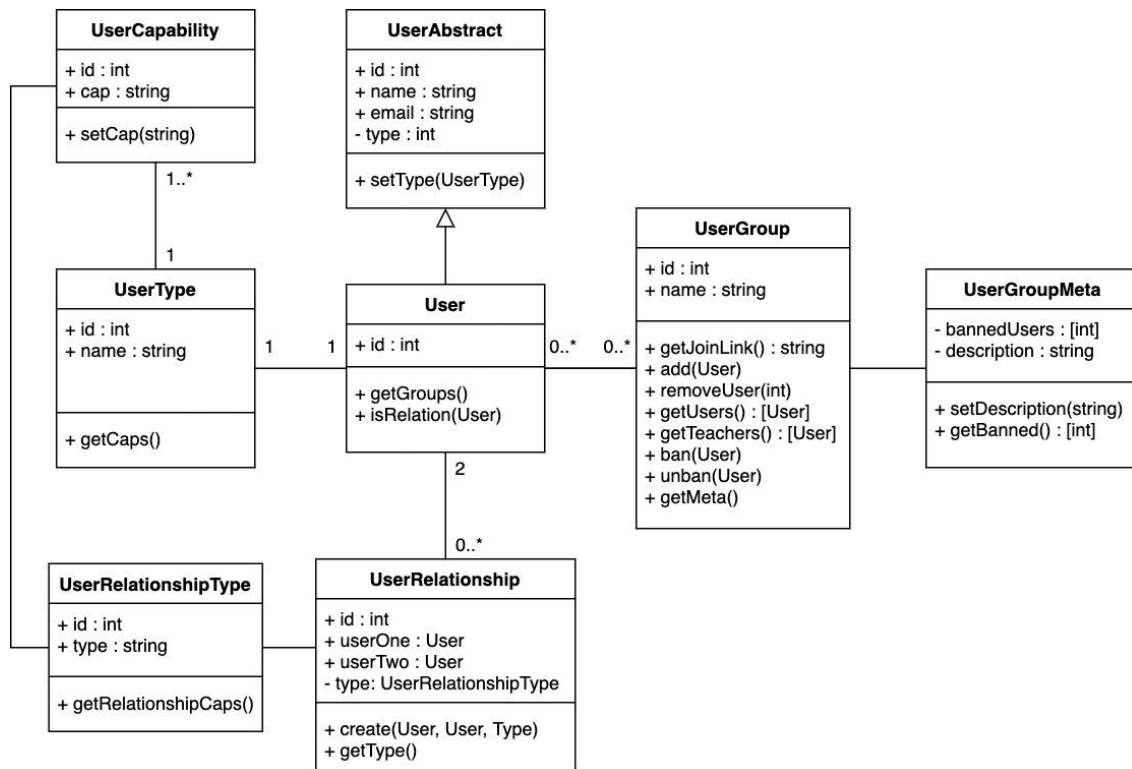 UserCapability
+ id : int
+ cap : string
+ setCap(string)
UserAbstract
+ id : int
+ name : string
+ email : string
- type : int
+ setType(UserType)
1..*
1
UserType
+ id : int
+ name : string
+ getCaps()
1
1
User
+ id : int
+ getGroups()
+ isRelation(User)
0..*
0..*
UserGroup
+ id : int
+ name : string
+ getJoinLink() : string
+ add(User)
+ removeUser(int)
+ getUsers() : [User]
+ getTeachers() : [User]
+ ban(User)
+ unban(User)
+ getMeta()
UserGroupMeta
- bannedUsers : [int]
- description : string
+ setDescription(string)
+ getBanned() : [int]
2
0..*
UserRelationshipType
+ id : int
+ type : string
+ getRelationshipCaps()
UserRelationship
+ id : int
+ userOne : User
+ userTwo : User
- type: UserRelationshipType
+ create(User, User, Type)
+ getType()